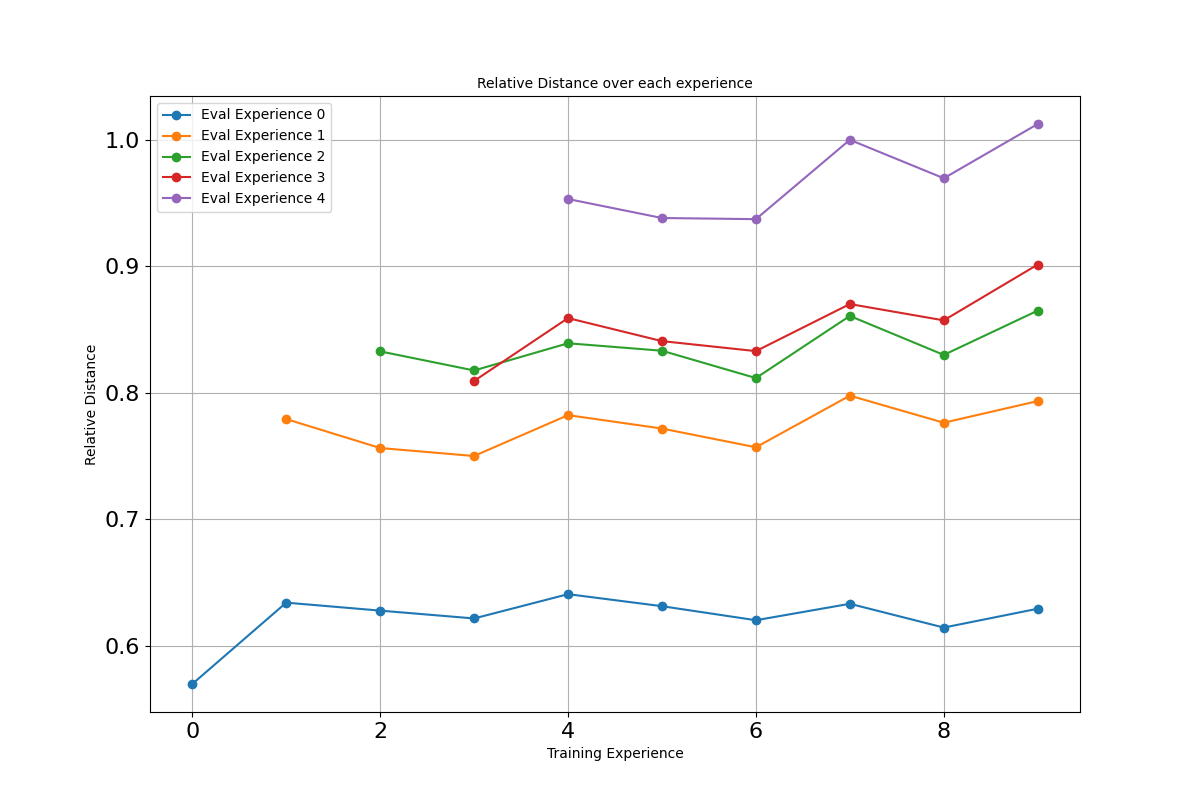 Relative Distance over each experience
Eval Experience 0
Eval Experience 1
Eval Experience 2
Eval Experience 3
Eval Experience 4
1.0
0.9
0.8
0.7
0.6
Relative Distance
0 2 4 6 8
Training Experience